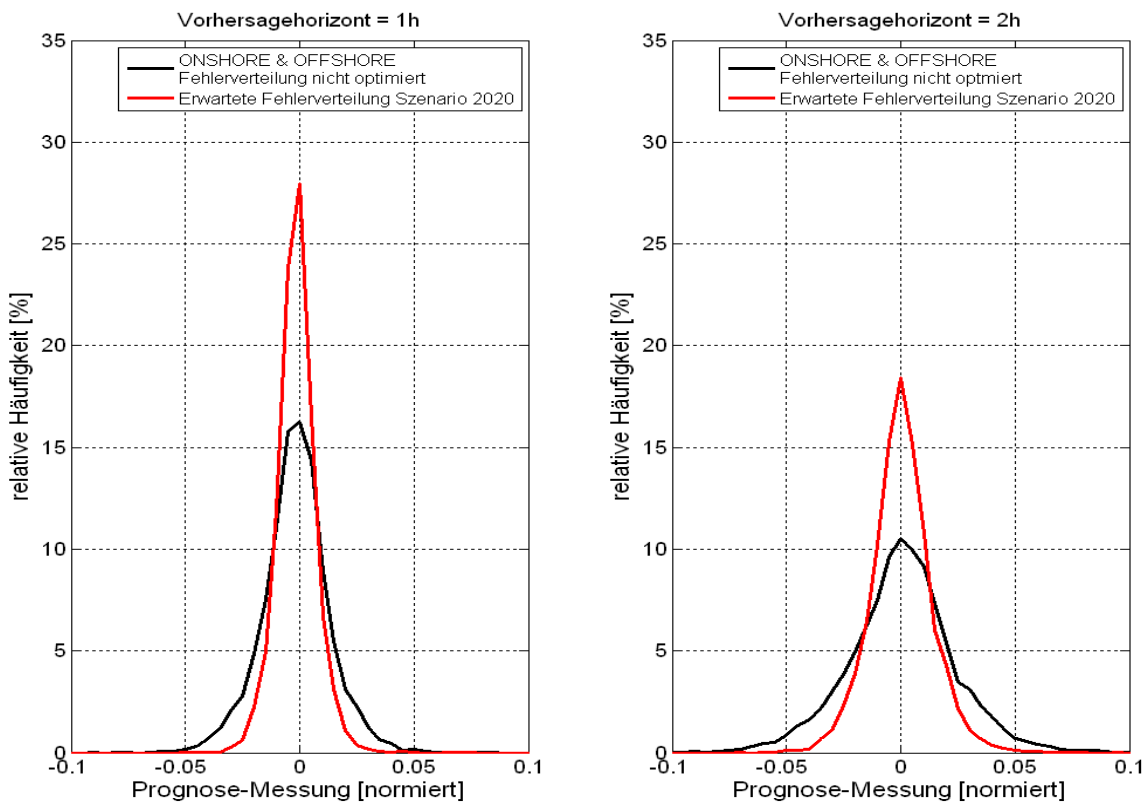 Vorhersagehorizont = 1h
35
30
25
20
15
10
5
0
relative Häufigkeit [%]
ONSHORE & OFFSHORE
Fehlerverteilung nicht optimiert
Erwartete Fehlerverteilung Szenario 2020
-0.1
-0.05
0
0.05
0.1
Prognose-Messung [normiert]
Vorhersagehorizont = 2h
35
30
25
20
15
10
5
0
relative Häufigkeit [%]
ONSHORE & OFFSHORE
Fehlerverteilung nicht optmiert
Erwartete Fehlerverteilung Szenario 2020
-0.1
-0.05
0
0.05
0.1
Prognose-Messung [normiert]